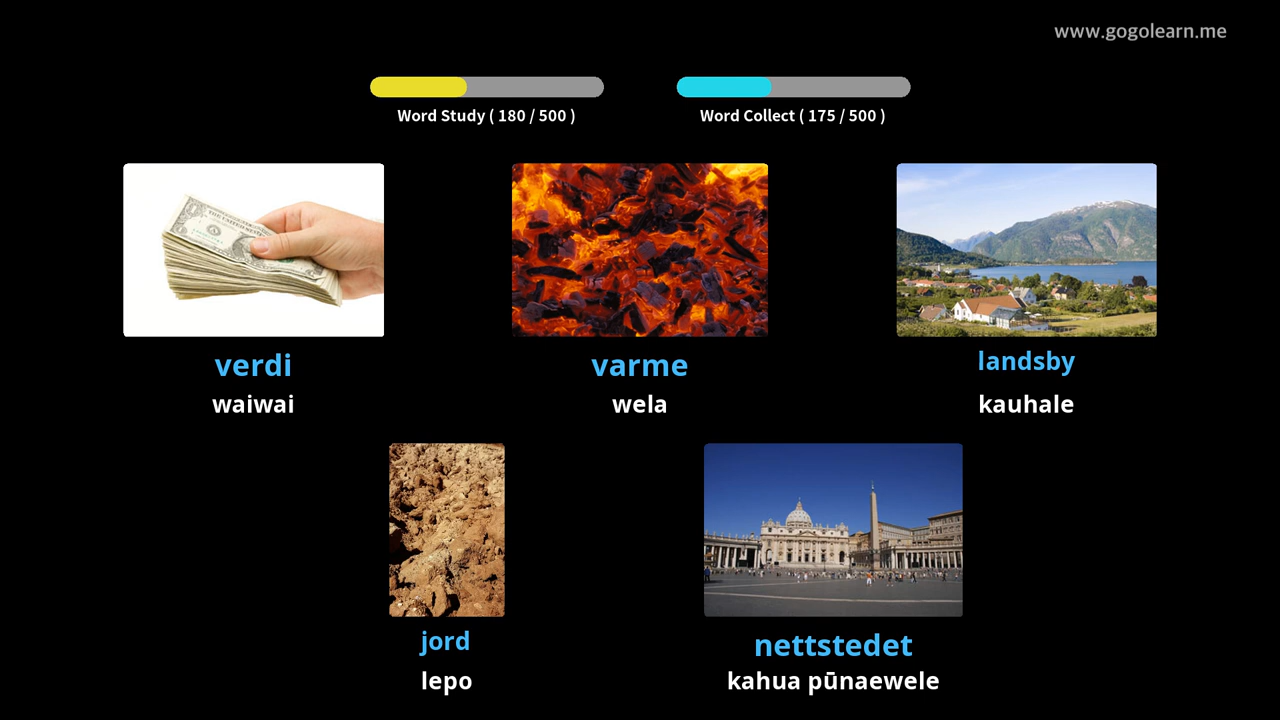 www.gogolearn.me
Word Study ( 180 / 500 )
Word Collect ( 175 / 500 )
verdi
waiwai
varme
wela
landsby
kauhale
jord
lepo
nettstedet
kahua pūnaewele